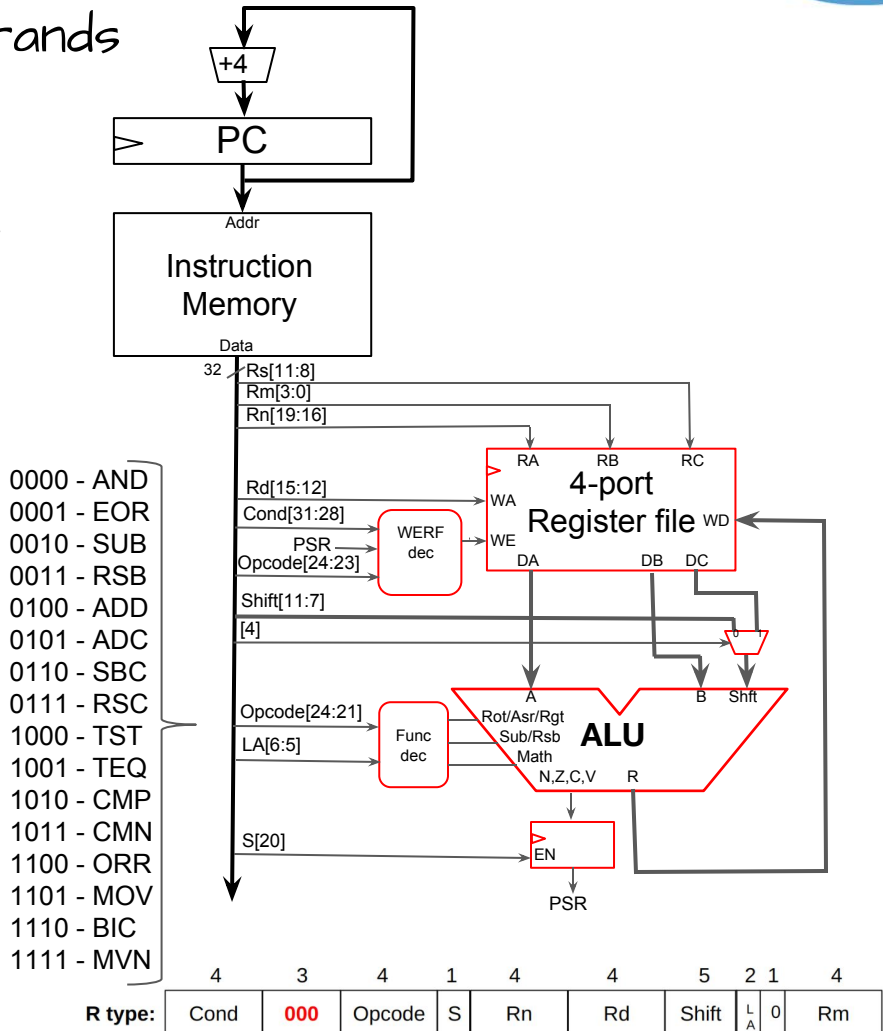 rands
+4
PC
Addr
Instruction
Memory
Data
32
Rs[11:8]
Rm[3:0]
Rn[19:16]
RA RB RC
4-port
Register file
WA
WD
WE
DA DB DC
Rd[15:12]
Cond[31:28]
PSR
Opcode[24:23]
WERF
dec
Shift[11:7]
[4]
0 1
0000 - AND
0001 - EOR
0010 - SUB
0011 - RSB
0100 - ADD
0101 - ADC
0110 - SBC
0111 - RSC
1000 - TST
1001 - TEQ
1010 - CMP
1011 - CMN
1100 - ORR
1101 - MOV
1110 - BIC
1111 - MVN
A B Shft
Opcode[24:21]
LA[6:5]
Func
dec
Rot/Asr/Rgt
Sub/Rsb
Math
ALU
N,Z,C,V R
S[20]
EN
PSR
4 3 4 1 4 4 5 2 1 4
R type: Cond 000 Opcode S Rn Rd Shift LA 0 Rm